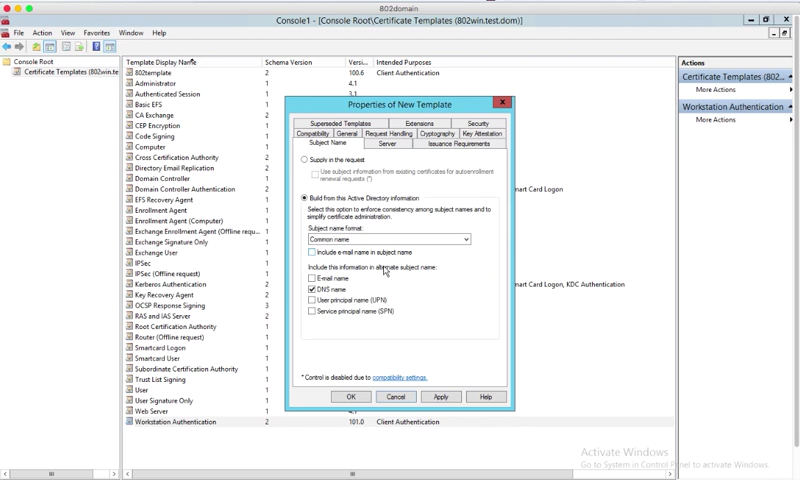 802domain
Console1 - [Console Root\Certificate Templates (802win.test.dom)]
File Action View Favorites Window Help
Console Root
Certificate Templates (802win.te
Template Display Name Schema Version Versi... Intended Purposes
802template 2 100.6 Client Authentication
Administrator 1 4.1
Authenticated Session 1 3.1
Basic EFS 1
CA Exchange 2
CEP Encryption 1
Code Signing 1
Computer 1
Cross Certification Authority 2
Directory Email Replication 2
Domain Controller 1
Domain Controller Authentication 2 mart Card Logon
EFS Recovery Agent 1
Enrollment Agent 1
Enrollment Agent (Computer) 1
Exchange Enrollment Agent (Offline requ... 1
Exchange Signature Only 1
Exchange User 1
IPSec 1
IPSec (Offline request) 1
Kerberos Authentication 2 mart Card Logon, KDC Authentication
Key Recovery Agent 2
OCSP Response Signing 3
RAS and IAS Server 2
Root Certification Authority 1
Router (Offline request) 1
Smartcard Logon 1
Smartcard User 1
Subordinate Certification Authority 1
Trust List Signing 1
User 1
User Signature Only 1
Web Server 1 4.1
Workstation Authentication 2 101.0 Client Authentication
Properties of New Template
Superseded Templates Extensions Security
Compatibility General Request Handling Cryptography Key Attestation
Subject Name Server Issuance Requirements
Supply in the request
Use subject information from existing certificates for autoenrollment
renewal requests (*)
Build from this Active Directory information
Select this option to enforce consistency among subject names and to
simplify certificate administration.
Subject name format:
Common name
Include e-mail name in subject name
Include this information in alternate subject name:
E-mail name
DNS name
User principal name (UPN)
Service principal name (SPN)
* Control is disabled due to compatibility settings.
OK Cancel Apply Help
Actions
Certificate Templates (802...
More Actions
Workstation Authentication
More Actions
Activate Windows
Go to System in Control Panel to activate Windows.